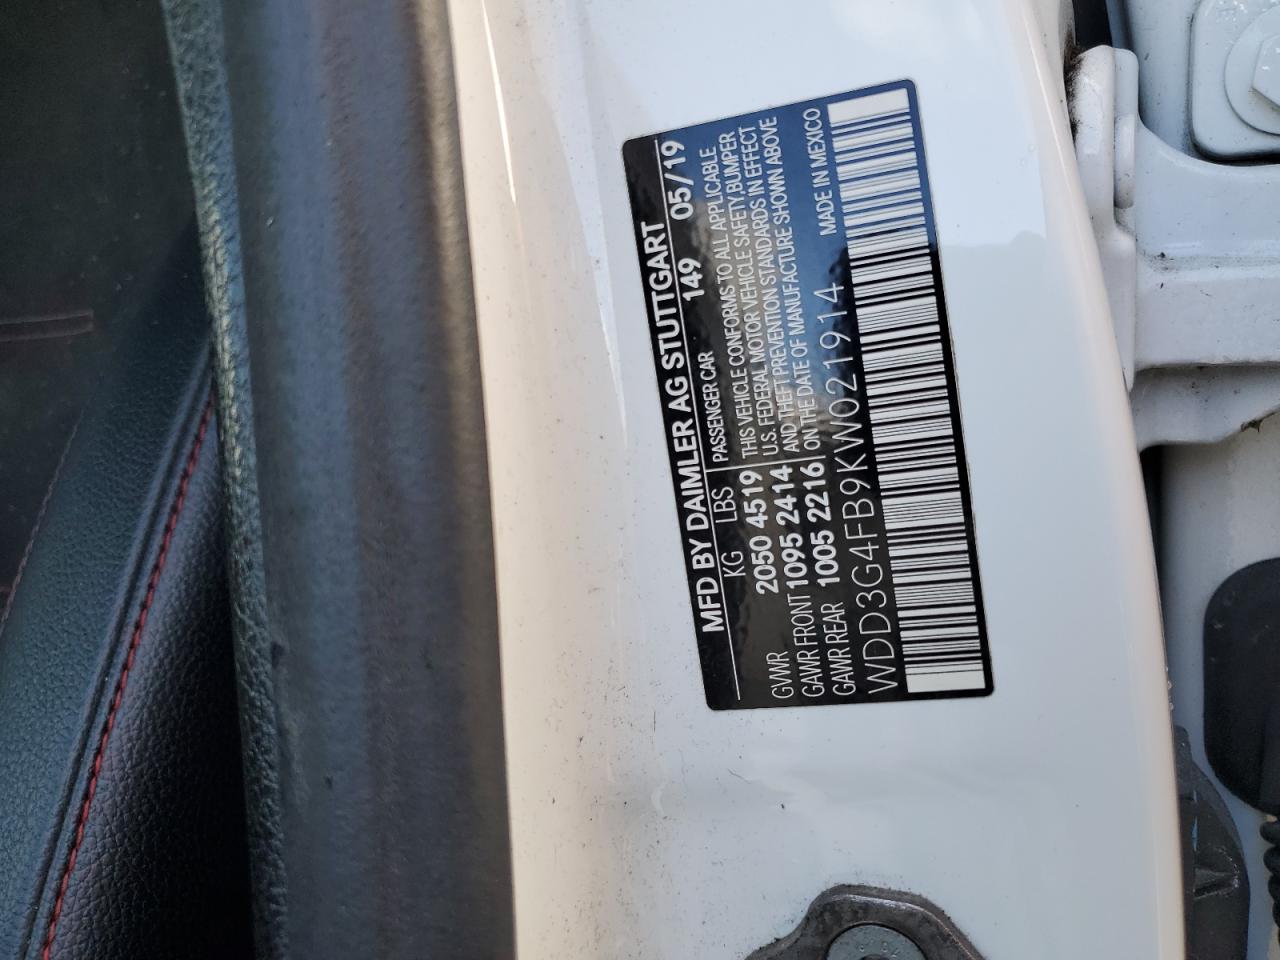 MFD BY DAIMLER AG STUTTGART
KG LBS PASSENGER CAR 149 05/19
GVWR 2050 4519 THIS VEHICLE CONFORMS TO ALL APPLICABLE
GAWR FRONT 1095 2414 U.S. FEDERAL MOTOR VEHICLE SAFETY, BUMPER
GAWR REAR 1005 2216 AND THEFT PREVENTION STANDARDS IN EFFECT
ON THE DATE OF MANUFACTURE SHOWN ABOVE
WDD3G4FB9KW021914 MADE IN MEXICO